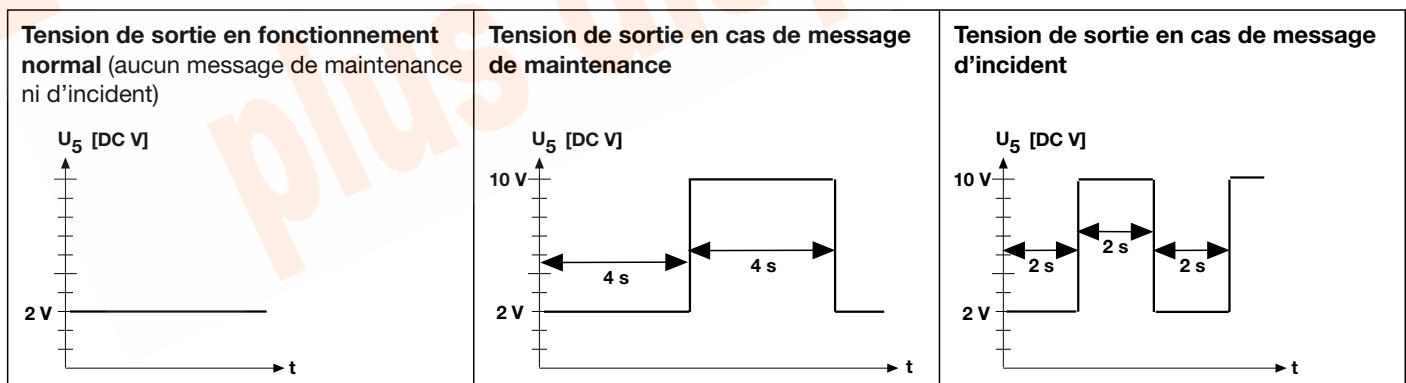 Tension de sortie en fonctionnement
normal (aucun message de maintenance
ni d'incident)
U5 [DC V]
2 V
t
Tension de sortie en cas de message
de maintenance
U5 [DC V]
10 V
4 s
4 s
2 V
t
Tension de sortie en cas de message
d'incident
U5 [DC V]
10 V
2 s
2 s
2 s
2 V
t
plus